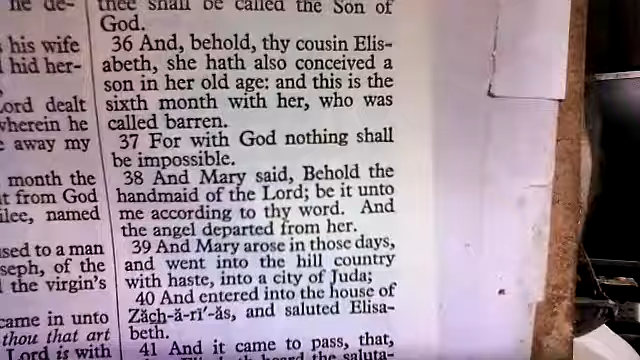 he de-
his wife
hid her-
Lord dealt
wherein he
away my
month the
t from God
ilee, named
used to a man
seph, of the
the virgin's
came in unto
thou that art
Lord is with
thee shall be called the Son of
God.
36 And, behold, thy cousin Elis-
abeth, she hath also conceived a
son in her old age: and this is the
sixth month with her, who was
called barren.
37 For with God nothing shall
be impossible.
38 And Mary said, Behold the
handmaid of the Lord; be it unto
me according to thy word. And
the angel departed from her.
39 And Mary arose in those days,
and went into the hill country
with haste, into a city of Juda;
40 And entered into the house of
Zăch-ă-rī'-ăs, and saluted Elisa-
beth.
41 And it came to pass, that,
heard the saluta-